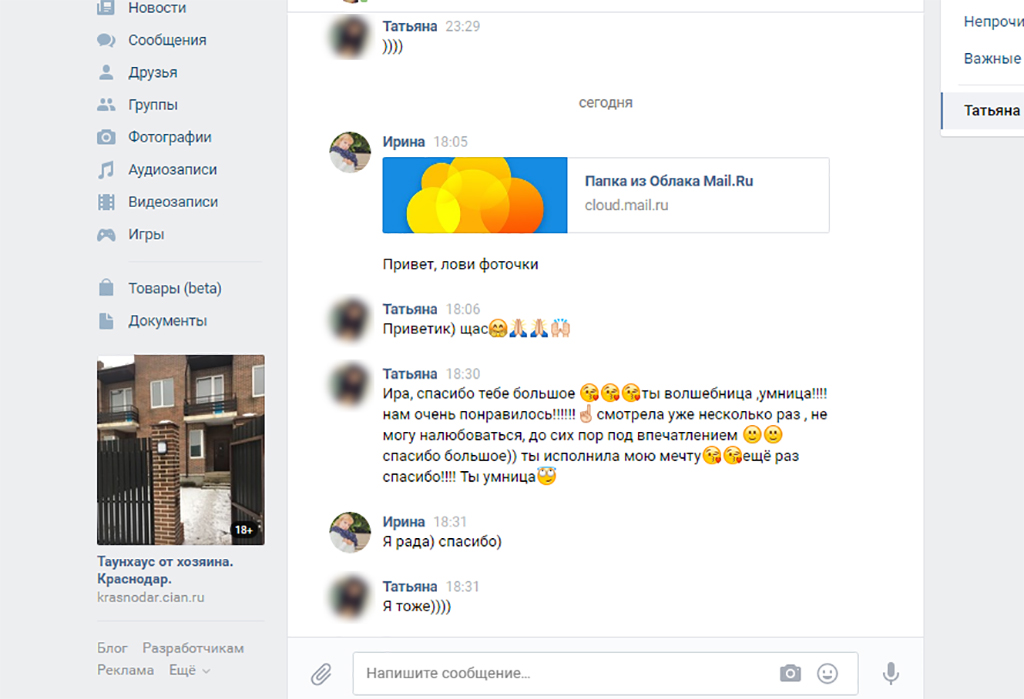 Новости
Сообщения
Друзья
Группы
Фотографии
Аудиозаписи
Видеозаписи
Игры
Товары (beta)
Документы
18+
Таунхаус от хозяина.
Краснодар.
krasnodar.cian.ru
Блог Разработчикам
Реклама Ещё
Татьяна 23:29
))))
сегодня
Ирина 18:05
Папка из Облака Mail.Ru
cloud.mail.ru
Привет, лови фоточки
Татьяна 18:06
Приветик) щас🤗🙏🏻🙏🏻🙌🏻
Татьяна 18:30
Ира, спасибо тебе большое 😘😘😘ты волшебница ,умница!!!!
нам очень понравилось!!!!!!☝🏻смотрела уже несколько раз , не
могу налюбоваться, до сих пор под впечатлением 🙂🙂
спасибо большое)) ты исполнила мою мечту😘😘ещё раз
спасибо!!!! Ты умница😇
Ирина 18:31
Я рада) спасибо)
Татьяна 18:31
Я тоже))))
Напишите сообщение...
Непрочи
Важные
Татьяна